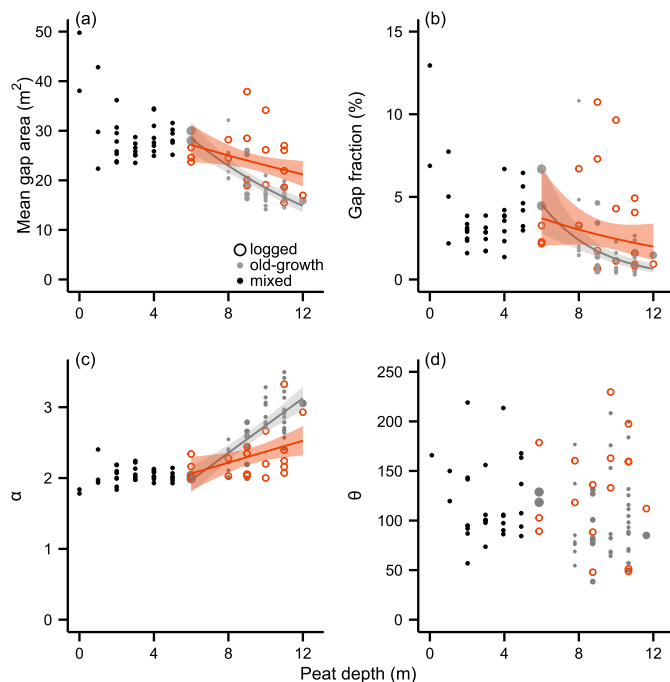 (a)
50
40
30
20
10
0
Mean gap area (m²)
logged
old-growth
mixed
0 4 8 12
(b)
15
10
5
0
Gap fraction (%)
0 4 8 12
(c)
3
2
1
0
α
0 4 8 12
(d)
250
200
150
100
50
0
θ
0 4 8 12
Peat depth (m)